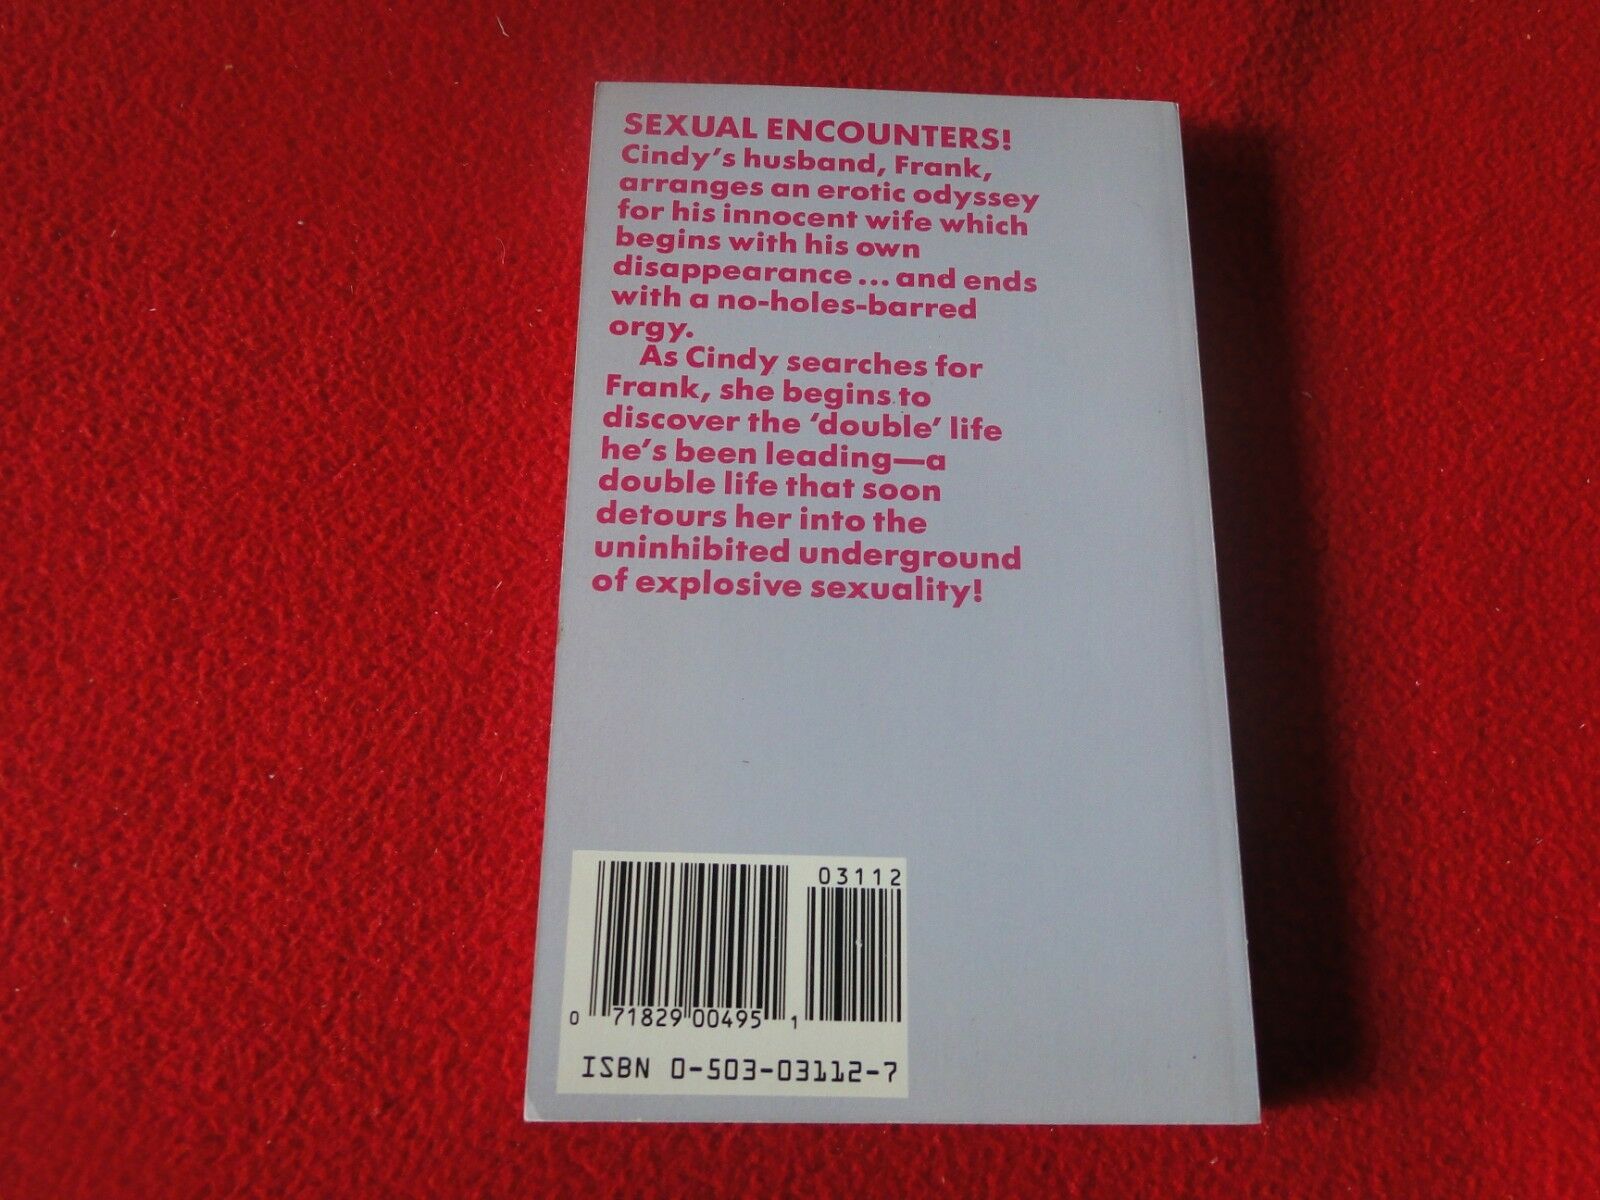 SEXUAL ENCOUNTERS!
Cindy's husband, Frank,
arranges an erotic odyssey
for his innocent wife which
begins with his own
disappearance... and ends
with a no-holes-barred
orgy.
As Cindy searches for
Frank, she begins to
discover the 'double' life
he's been leading—a
double life that soon
detours her into the
uninhibited underground
of explosive sexuality!
03112
0 71829 00495 1
ISBN 0-503-03112-7